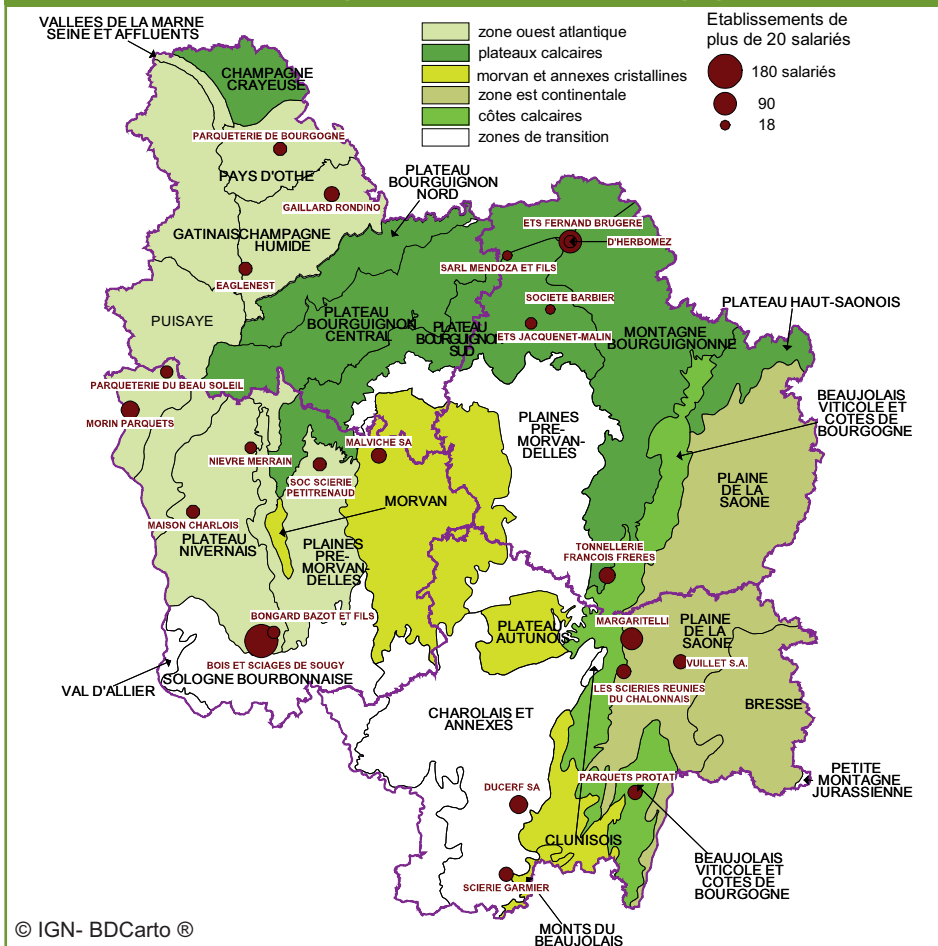 VALLEES DE LA MARNE
SEINE ET AFFLUENTS
zone ouest atlantique
plateaux calcaires
morvan et annexes cristallines
zone est continentale
côtes calcaires
zones de transition
Etablissements de
plus de 20 salariés
180 salariés
90
18
CHAMPAGNE
CRAYEUSE
PARQUETERIE DE BOURGOGNE
PAYS D'OTHE
GAILLARD RONDINO
PLATEAU
BOURGUIGNON
NORD
GATINAIS
CHAMPAGNE
HUMIDE
EAGLENEST
ETS FERNAND BRUGERE
D'HERBOMEZ
SARL MENDOZA ET FILS
SOCIETE BARBIER
ETS JACQUENET-MALIN
PLATEAU HAUT-SAONOIS
PUISAYE
PLATEAU
BOURGUIGNON
CENTRAL
PLATEAU
BOURGUIGNON
SUD
MONTAGNE
BOURGUIGNONNE
PARQUETERIE DU BEAU SOLEIL
MORIN PARQUETS
BEAUJOLAIS
VITICOLE ET
COTES DE
BOURGOGNE
PLAINES
PRE-
MORVAN-
DELLES
MALVICHE SA
NIEVRE MERRAIN
SOC SCIERIE
PETITRENAUD
MORVAN
PLAINE
DE LA
SAONE
MAISON CHARLOIS
PLATEAU
NIVERNAIS
PLAINES
PRE-
MORVAN-
DELLES
TONNELLERIE
FRANCOIS FRERES
BONGARD BAZOT ET FILS
PLATEAU
AUTUNOIS
MARGARITELLI
PLAINE
DE LA
SAONE
VUILLET S.A.
BOIS ET SCIAGES DE SOUGY
SOLOGNE BOURBONNAISE
VAL D'ALLIER
LES SCIERIES REUNIES
DU CHALONNAIS
BRESSE
CHAROLAIS ET
ANNEXES
PARQUETS PROTAT
PETITE
MONTAGNE
JURASSIENNE
DUCERF SA
CLUNISOIS
SCIERIE GARMIER
BEAUJOLAIS
VITICOLE ET
COTES DE
BOURGOGNE
MONTS DU
BEAUJOLAIS
© IGN- BDCarto ®